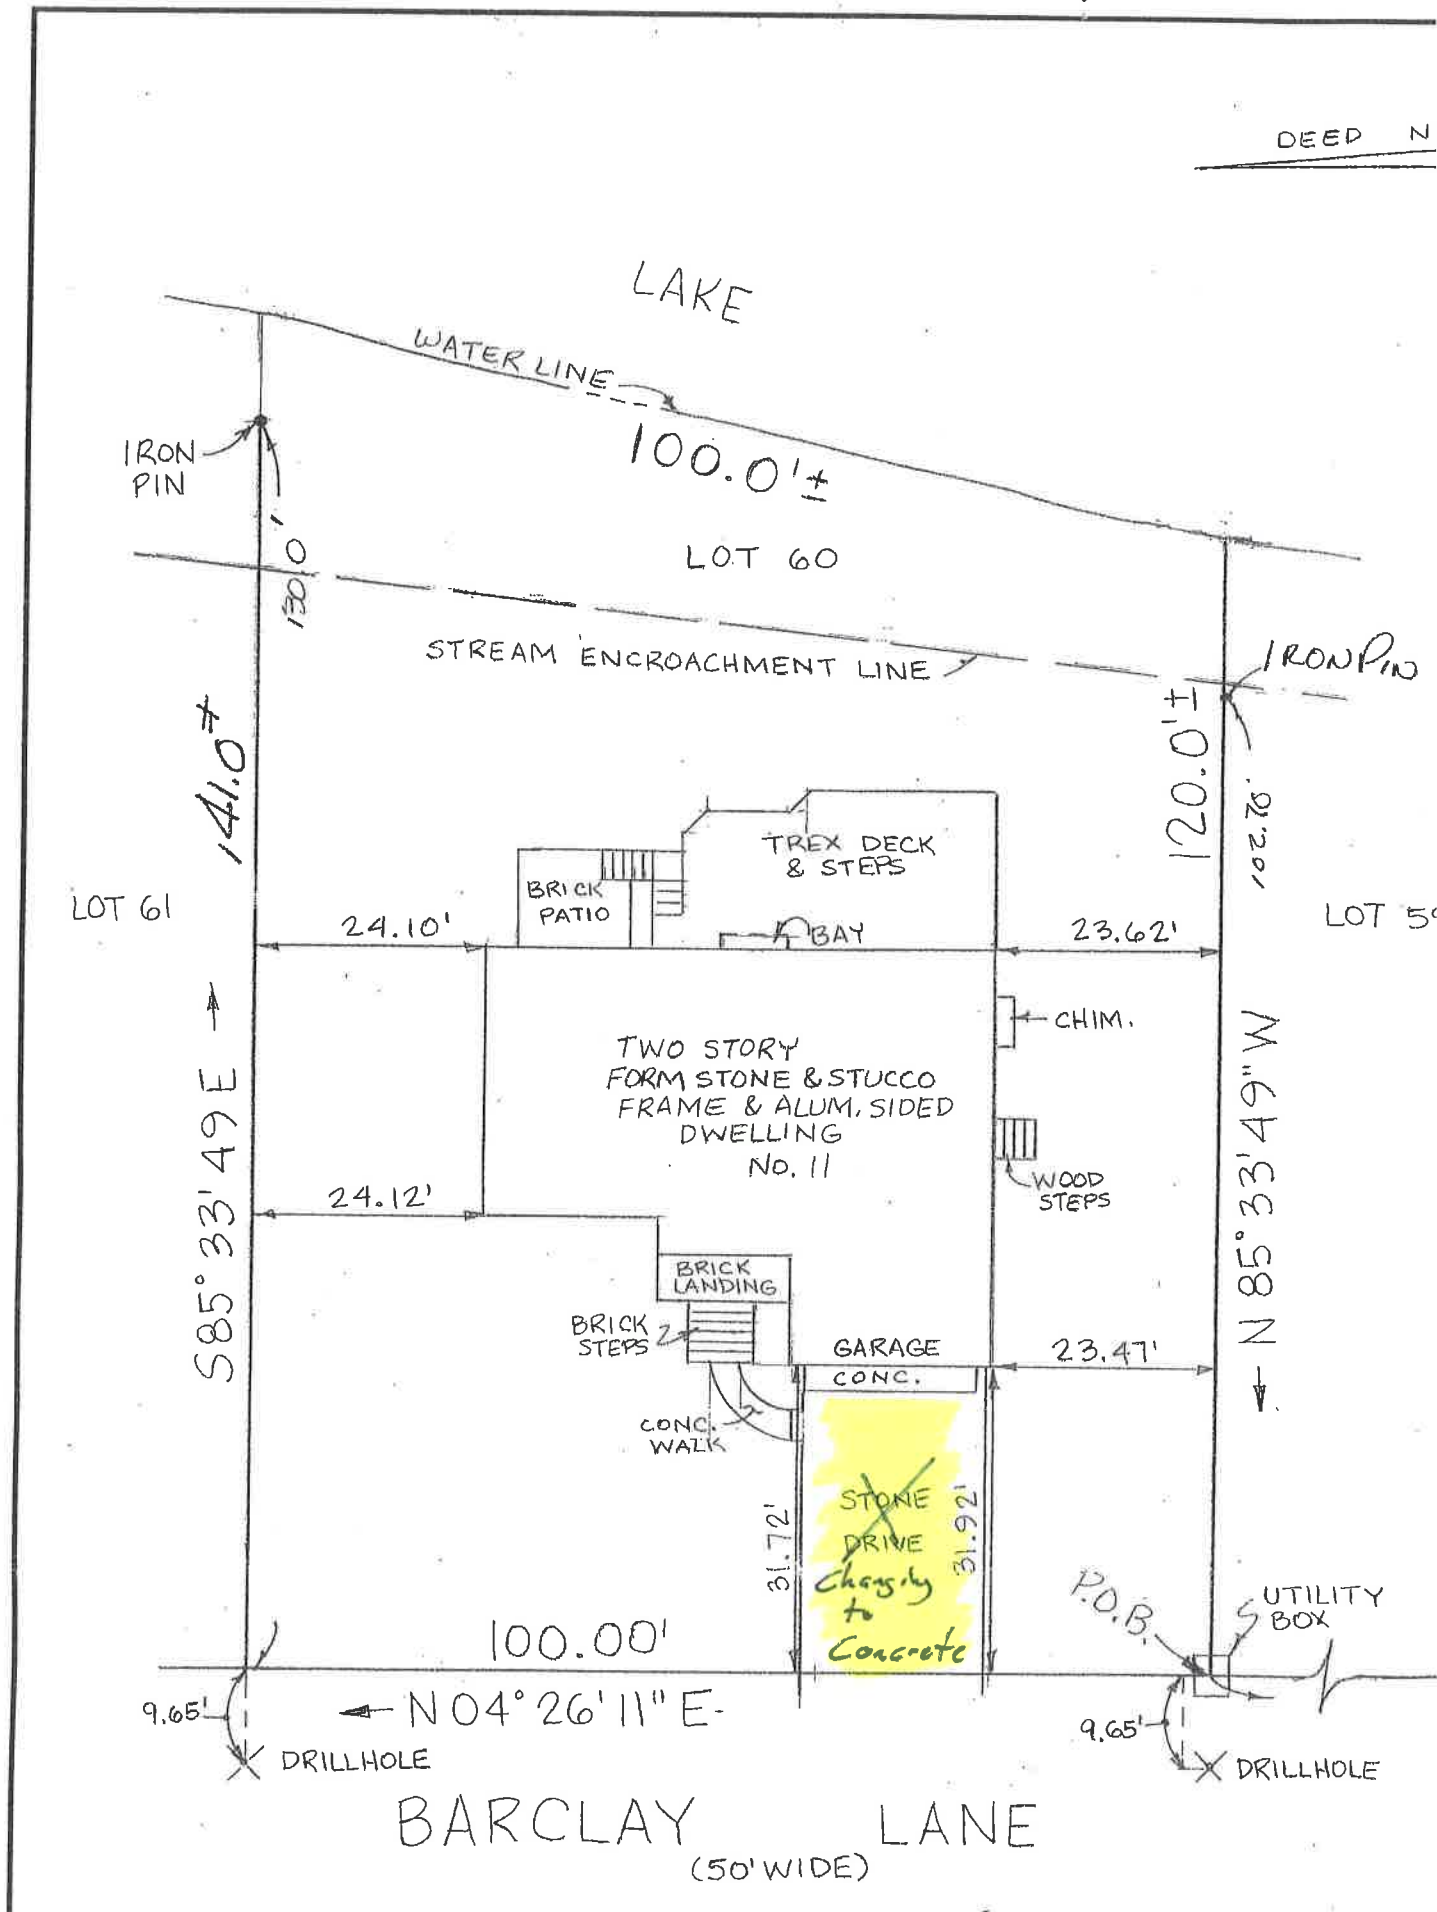 DEED N
LAKE
WATER LINE
100.0'±
IRON
PIN
130.0'
LOT 60
STREAM ENCROACHMENT LINE
IRON PIN
141.0±
120.0'±
102.78'
TREX DECK
& STEPS
BRICK
PATIO
LOT 61
24.10'
BAY
23.62'
LOT 59
CHIM.
TWO STORY
FORM STONE & STUCCO
FRAME & ALUM. SIDED
DWELLING
NO. 11
S85°33'49E
N85°33'49"W
24.12'
WOOD
STEPS
BRICK
LANDING
BRICK
STEPS
GARAGE
CONC.
23.47'
CONC.
WALK
STONE
DRIVE
Changing
to
Concrete
31.72'
31.92'
P.O.B.
UTILITY
BOX
100.00'
N04°26'11"E
9.65'
DRILLHOLE
9.65'
DRILLHOLE
BARCLAY LANE
(50' WIDE)